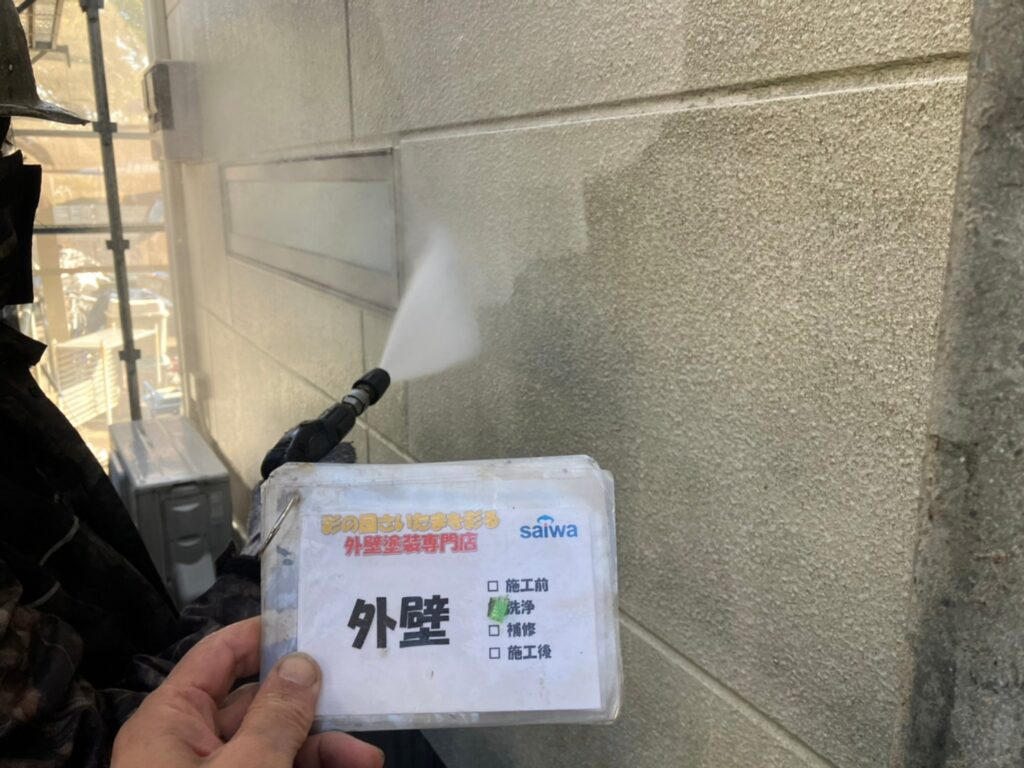 彩の国さいたまを彩る
外壁塗装専門店
saiwa
外壁
□ 施工前
洗浄
□ 補修
□ 施工後